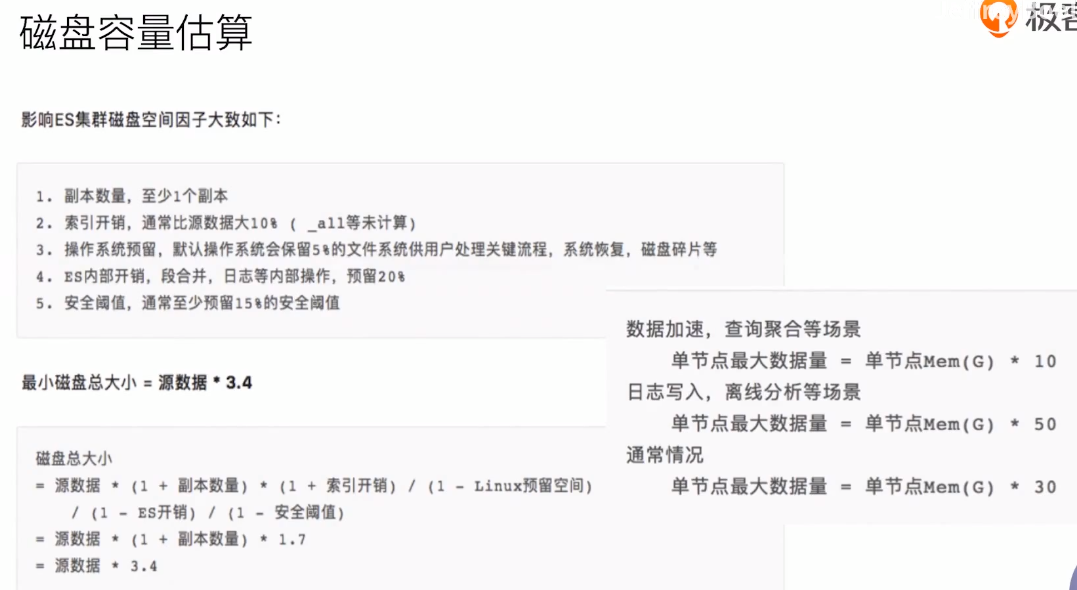 磁盘容量估算
极客
影响ES集群磁盘空间因子大致如下：
1. 副本数量，至少1个副本
2. 索引开销，通常比源数据大10% ( _all等未计算)
3. 操作系统预留，默认操作系统会保留5%的文件系统供用户处理关键流程，系统恢复，磁盘碎片等
4. ES内部开销，段合并，日志等内部操作，预留20%
5. 安全阈值，通常至少预留15%的安全阈值
最小磁盘总大小 = 源数据 * 3.4
磁盘总大小
= 源数据 * (1 + 副本数量) * (1 + 索引开销) / (1 - Linux预留空间)
/ (1 - ES开销) / (1 - 安全阈值)
= 源数据 * (1 + 副本数量) * 1.7
= 源数据 * 3.4
数据加速，查询聚合等场景
单节点最大数据量 = 单节点Mem(G) * 10
日志写入，离线分析等场景
单节点最大数据量 = 单节点Mem(G) * 50
通常情况
单节点最大数据量 = 单节点Mem(G) * 30